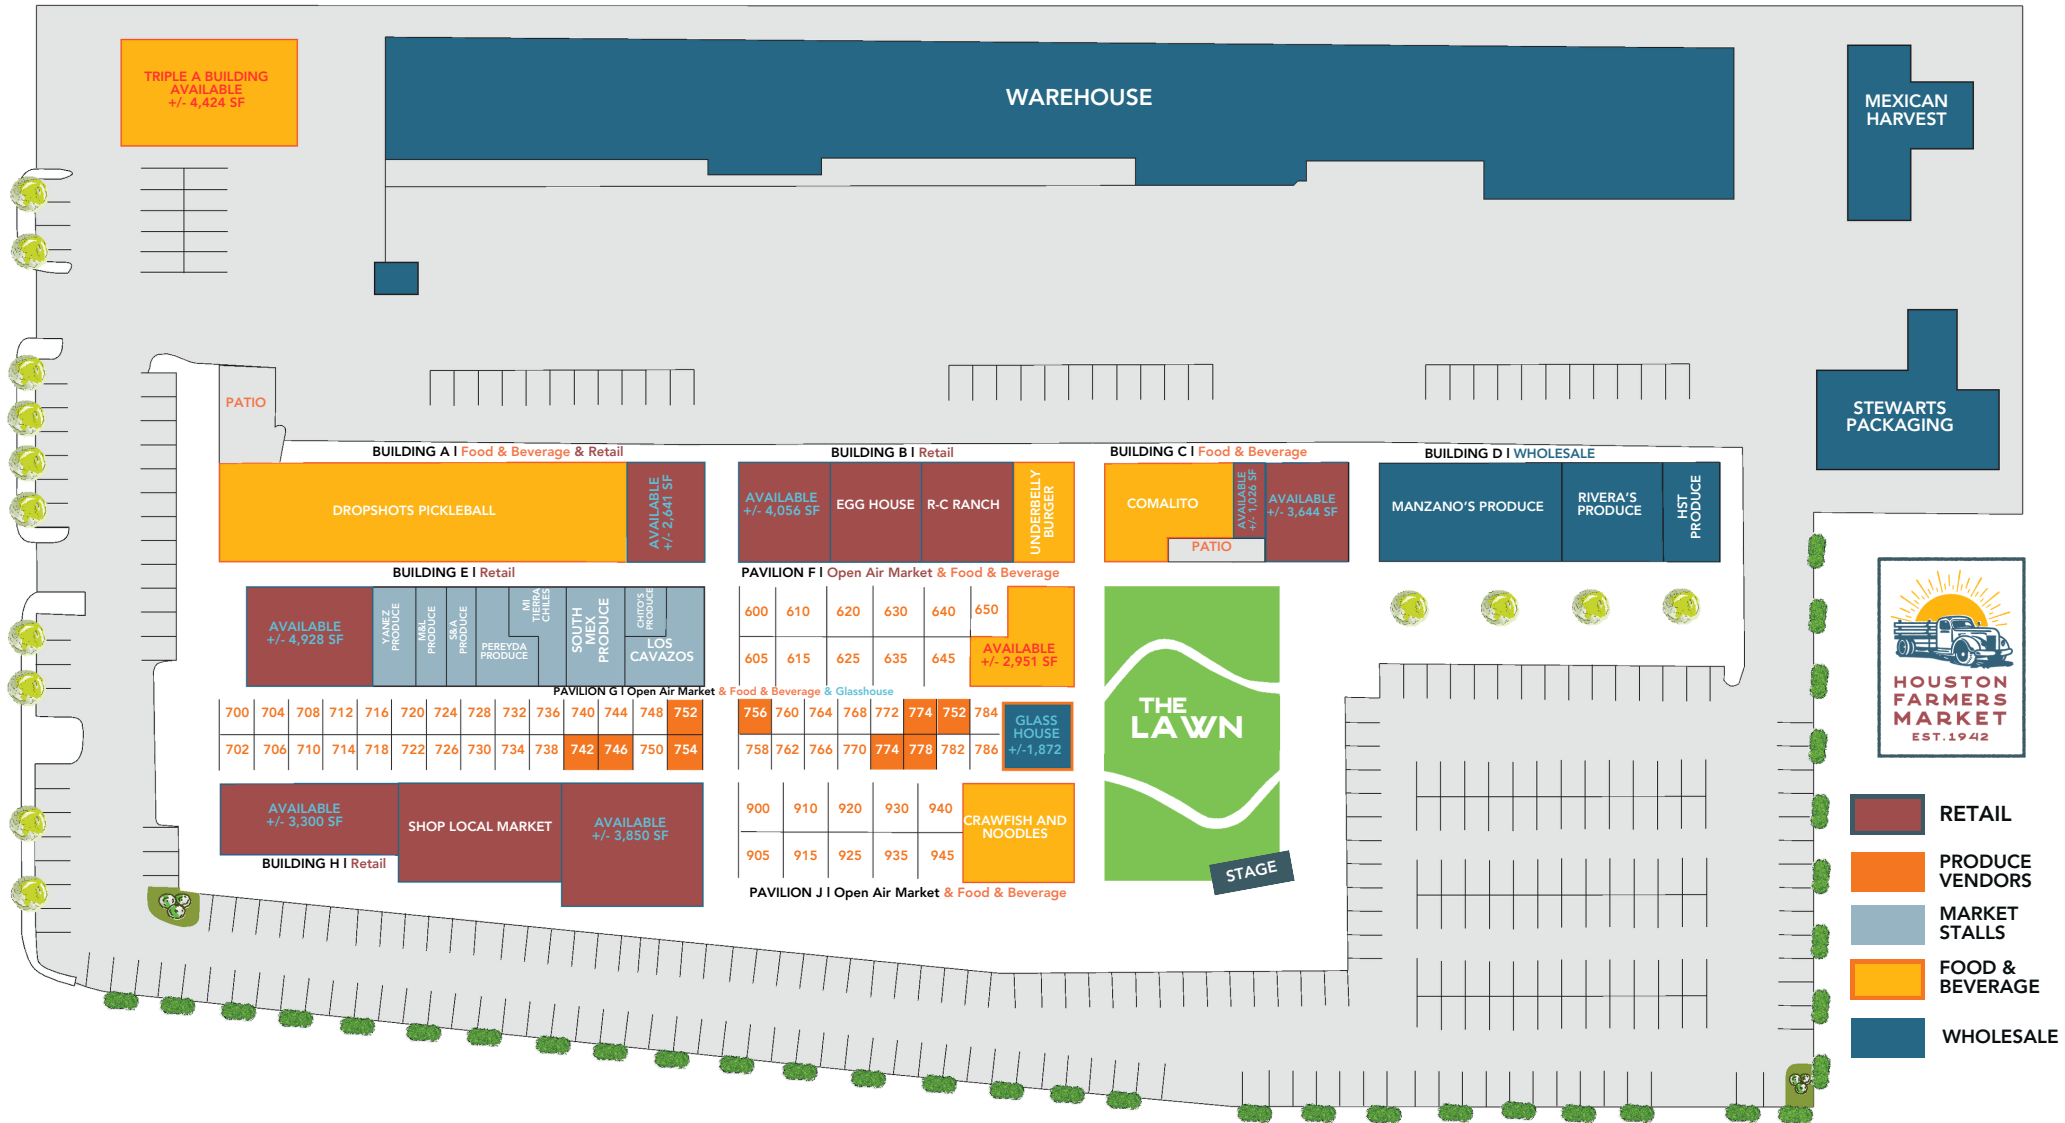 TRIPLE A BUILDING
AVAILABLE
+/- 4,424 SF
WAREHOUSE
MEXICAN
HARVEST
STEWARTS
PACKAGING
PATIO
BUILDING A | Food & Beverage & Retail
BUILDING B | Retail
BUILDING C | Food & Beverage
BUILDING D | WHOLESALE
DROPSHOTS PICKLEBALL
AVAILABLE
+/- 2,641 SF
AVAILABLE
+/- 4,056 SF
EGG HOUSE
R-C RANCH
UNDERBELLY
BURGER
COMALITO
AVAILABLE
+/- 1,026 SF
AVAILABLE
+/- 3,644 SF
PATIO
MANZANO'S PRODUCE
RIVERA'S
PRODUCE
HST
PRODUCE
BUILDING E | Retail
PAVILION F | Open Air Market & Food & Beverage
AVAILABLE
+/- 4,928 SF
YANEZ
PRODUCE
M&L
PRODUCE
S&A
PRODUCE
PEREYDA
PRODUCE
MI
TIERRA
CHILES
SOUTH
MEX
PRODUCE
CHITO'S
PRODUCE
LOS
CAVAZOS
600 610 620 630 640 650
605 615 625 635 645
AVAILABLE
+/- 2,951 SF
PAVILION G | Open Air Market & Food & Beverage & Glasshouse
700 704 708 712 716 720 724 728 732 736 740 744 748 752
702 706 710 714 718 722 726 730 734 738 742 746 750 754
756 760 764 768 772 774 752 784
758 762 766 770 774 778 782 786
GLASS
HOUSE
+/-1,872
THE
LAWN
STAGE
AVAILABLE
+/- 3,300 SF
SHOP LOCAL MARKET
AVAILABLE
+/- 3,850 SF
BUILDING H | Retail
900 910 920 930 940
905 915 925 935 945
CRAWFISH AND
NOODLES
PAVILION J | Open Air Market & Food & Beverage
HOUSTON
FARMERS
MARKET
EST.1942
RETAIL
PRODUCE
VENDORS
MARKET
STALLS
FOOD &
BEVERAGE
WHOLESALE